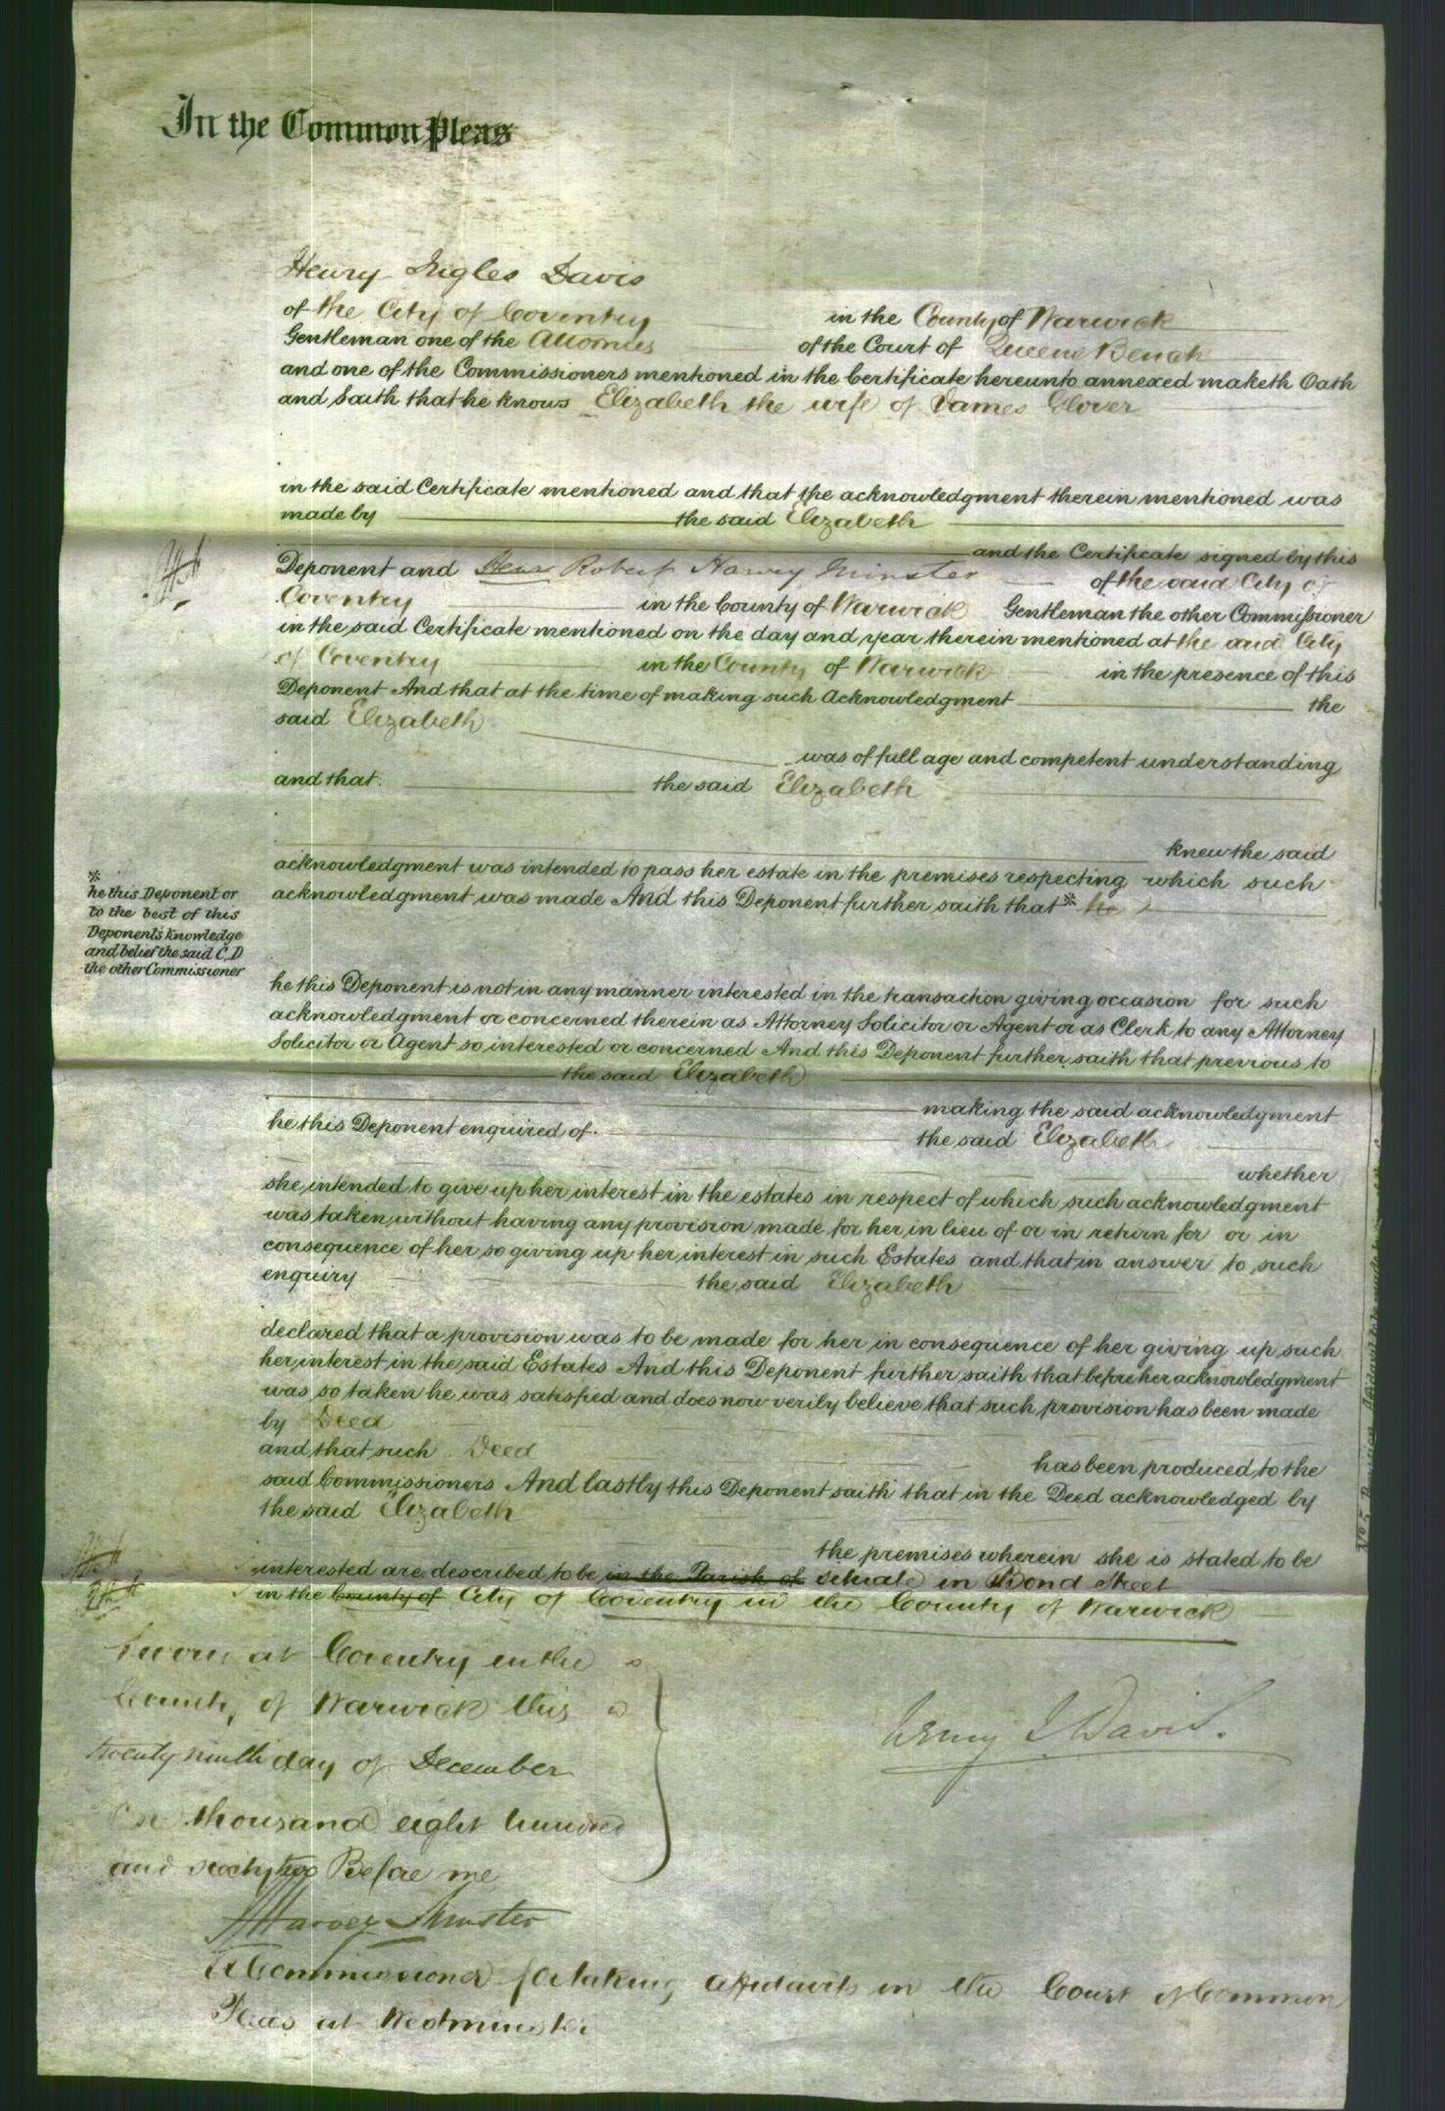 In the Common Pleas
Henry Ingles Davis
of the City of Coventry in the County of Warwick
Gentleman one of the Attornies of the Court of Queens Bench
and one of the Commissioners mentioned in the Certificate hereunto annexed maketh Oath
and Saith that he knows Elizabeth the wife of James Glover
in the said Certificate mentioned and that the acknowledgment therein mentioned was
made by the said Elizabeth
and the Certificate signed by this
Deponent and Robert Harvey Minster of the said City of
Coventry in the County of Warwick Gentleman the other Commissioner
in the said Certificate mentioned on the day and year therein mentioned at the said City
of Coventry in the County of Warwick in the presence of this
Deponent And that at the time of making such Acknowledgment the
said Elizabeth
was of full age and competent understanding
and that the said Elizabeth
knew the said
acknowledgment was intended to pass her estate in the premises respecting which such
acknowledgment was made And this Deponent further saith that * he
*
he this Deponent or
to the best of this
Deponent's knowledge
and belief the said C.D
the other Commissioner
he this Deponent is not in any manner interested in the transaction giving occasion for such
acknowledgment or concerned therein as Attorney Solicitor or Agent or as Clerk to any Attorney
Solicitor or Agent so interested or concerned And this Deponent further saith that previous to
the said Elizabeth
making the said acknowledgment
he this Deponent enquired of the said Elizabeth
whether
she intended to give up her interest in the estates in respect of which such acknowledgment
was taken without having any provision made for her in lieu of or in return for or in
consequence of her so giving up her interest in such Estates and that in answer to such
enquiry the said Elizabeth
declared that a provision was to be made for her in consequence of her giving up such
her interest in the said Estates And this Deponent further saith that before her acknowledgment
was so taken he was satisfied and does now verily believe that such provision has been made
by Deed
and that such Deed has been produced to the
said Commissioners And lastly this Deponent saith that in the Deed acknowledged by
the said Elizabeth
the premises wherein she is stated to be
interested are described to be in the Parish of situate in Bond Street
in the County of City of Coventry in the County of Warwick
Sworn at Coventry in the
County of Warwick this
twenty ninth day of December
One thousand eight hundred
and sixty two Before me
Henry I Davis.
Harvey Minster
A Commissioner for taking Affidavits in the Court of Common
Pleas at Westminster